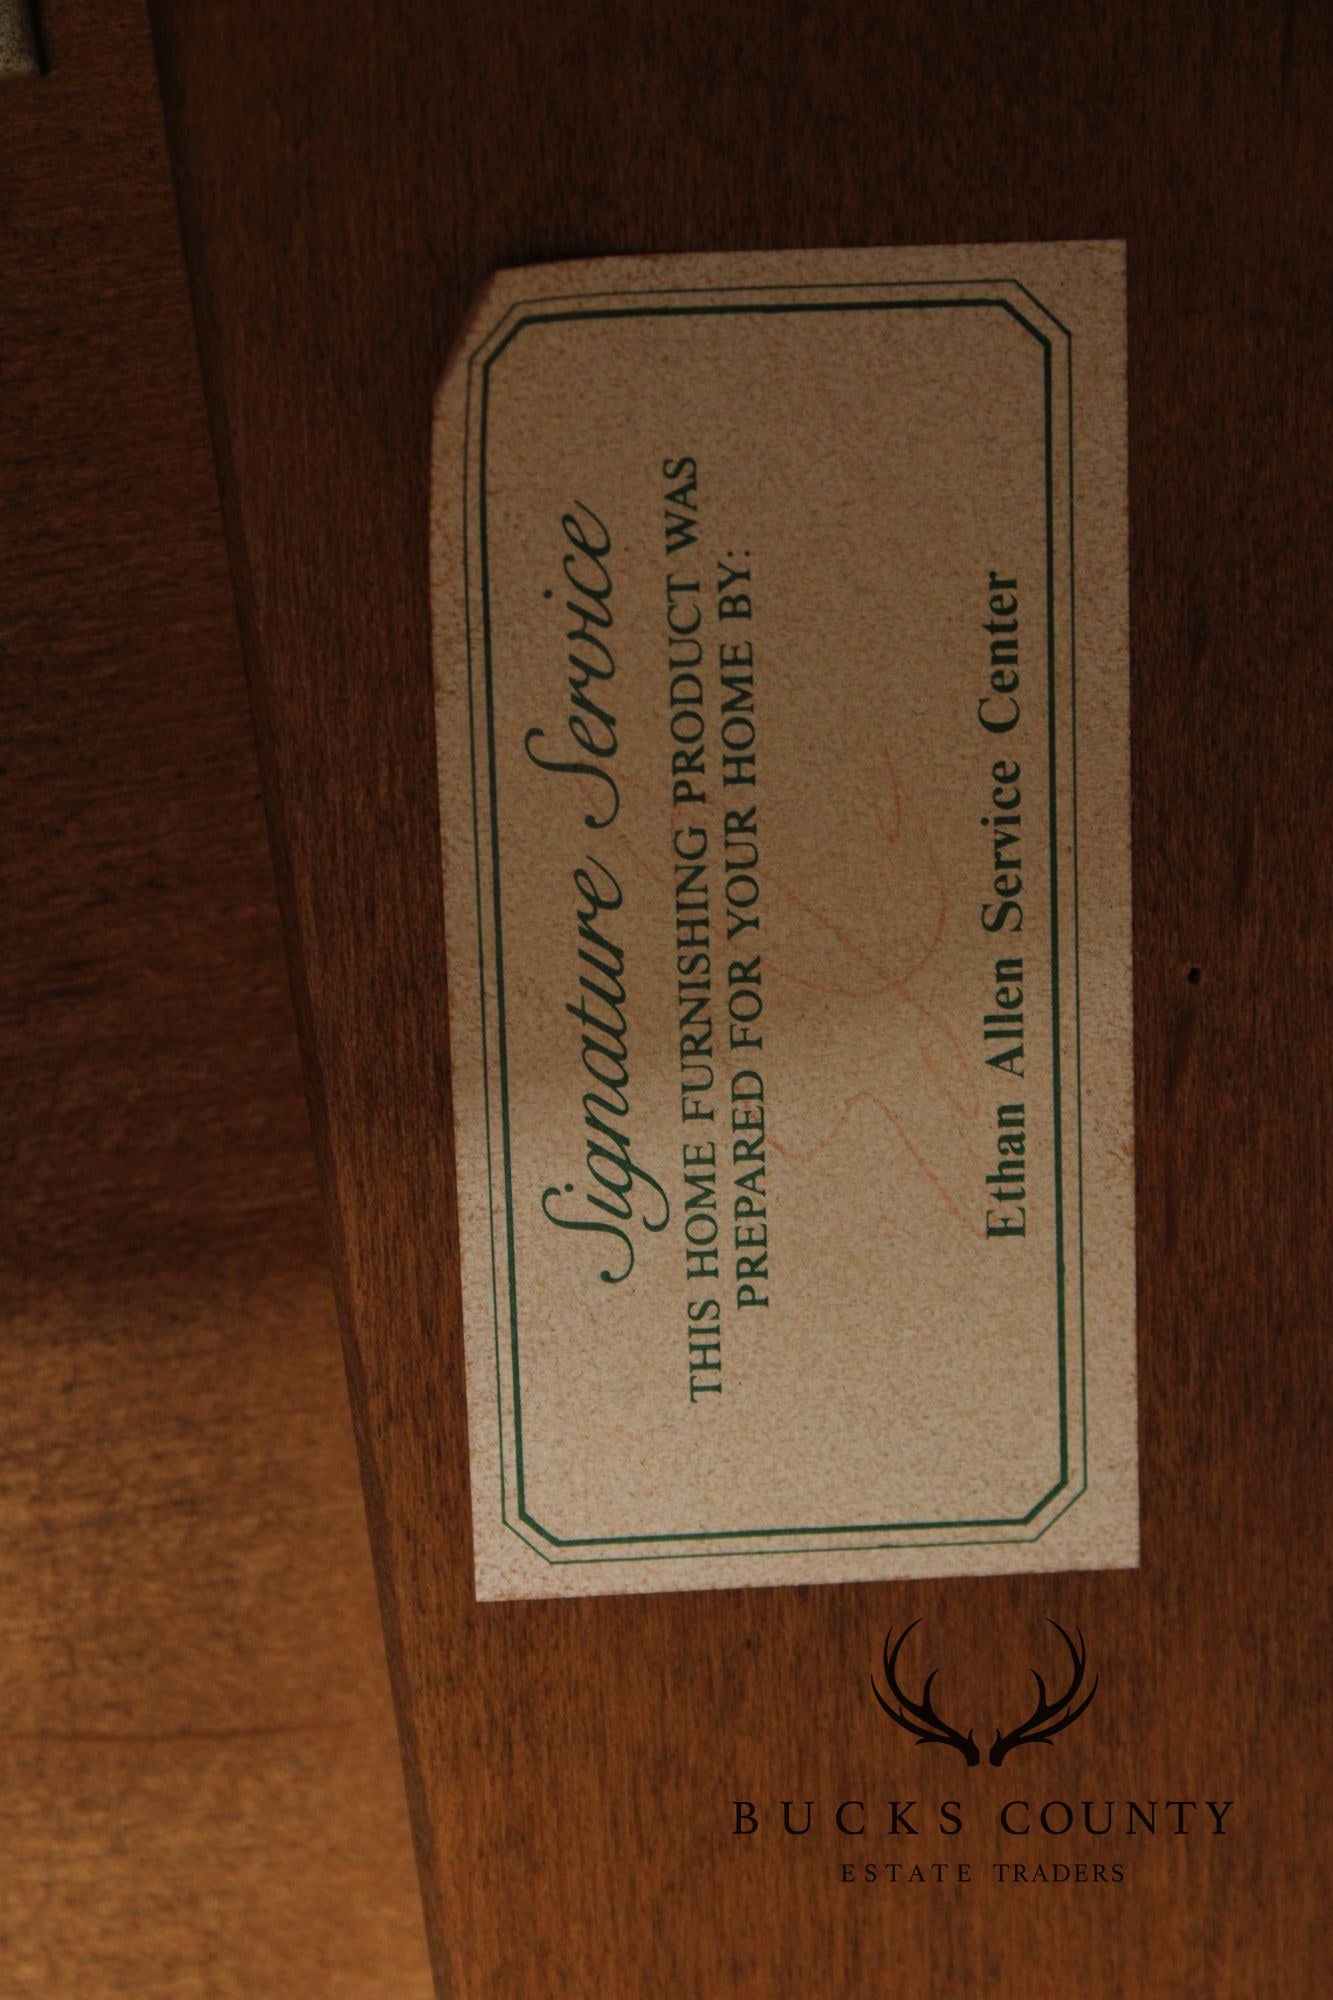 Signature Service
THIS HOME FURNISHING PRODUCT WAS
PREPARED FOR YOUR HOME BY:
Ethan Allen Service Center
BUCKS COUNTY
ESTATE TRADERS